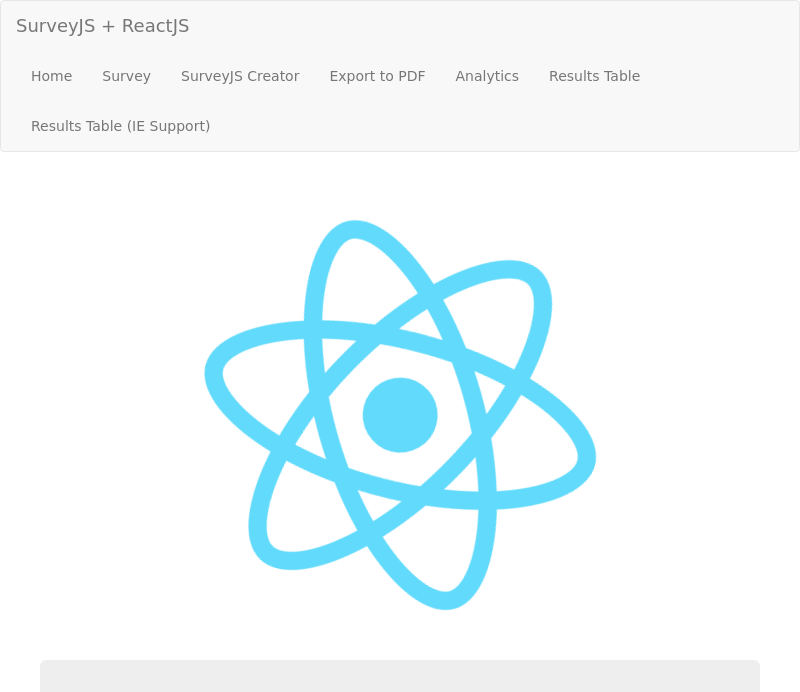 SurveyJS + ReactJS
Home Survey SurveyJS Creator Export to PDF Analytics Results Table
Results Table (IE Support)